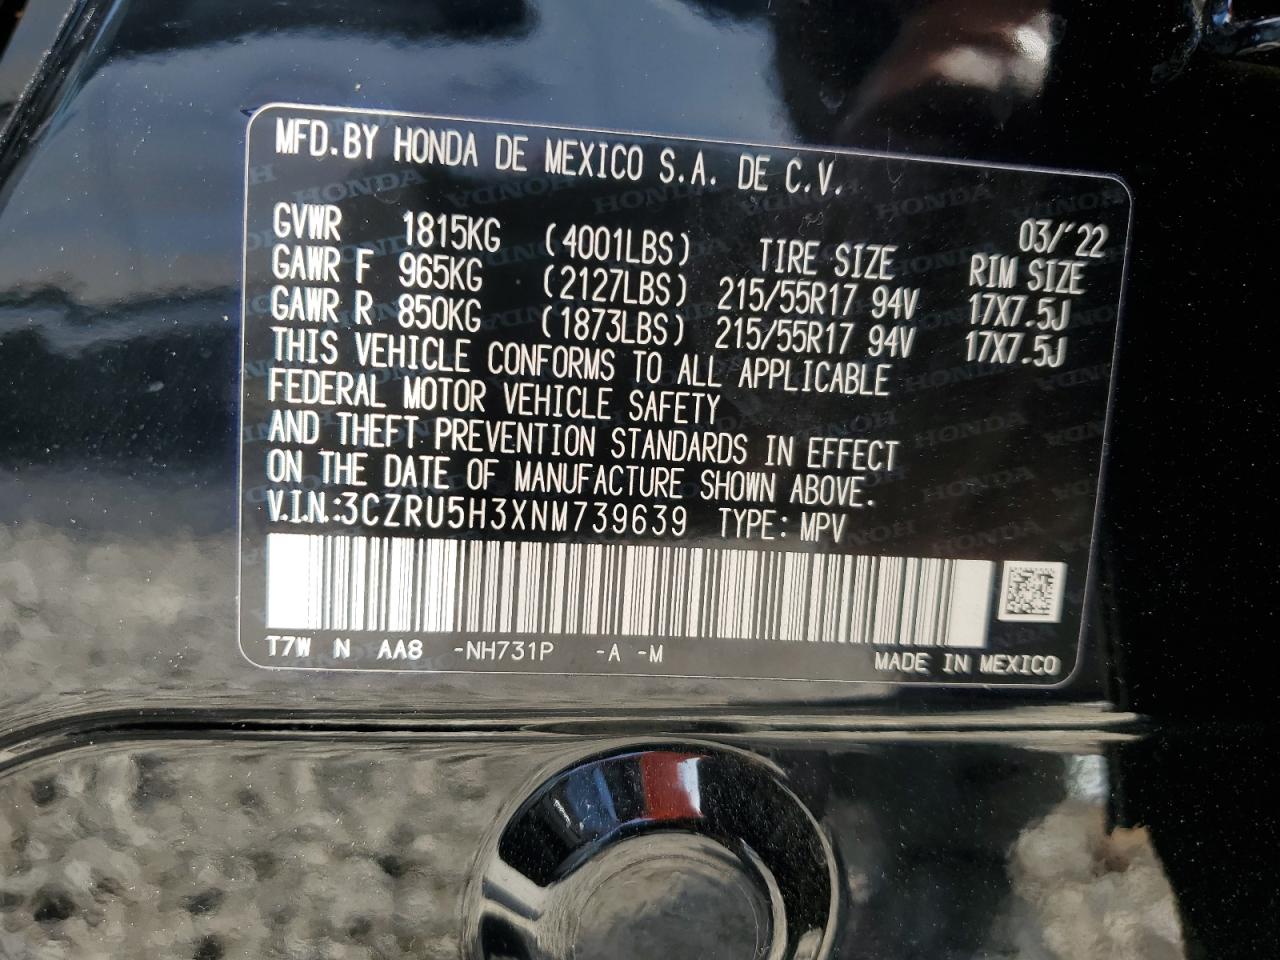 MFD.BY HONDA DE MEXICO S.A. DE C.V.
03/'22
GVWR 1815KG (4001LBS) TIRE SIZE RIM SIZE
GAWR F 965KG (2127LBS) 215/55R17 94V 17X7.5J
GAWR R 850KG (1873LBS) 215/55R17 94V 17X7.5J
THIS VEHICLE CONFORMS TO ALL APPLICABLE
FEDERAL MOTOR VEHICLE SAFETY
AND THEFT PREVENTION STANDARDS IN EFFECT
ON THE DATE OF MANUFACTURE SHOWN ABOVE.
V.I.N.:3CZRU5H3XNM739639 TYPE: MPV
T7W N AA8 -NH731P -A -M
MADE IN MEXICO